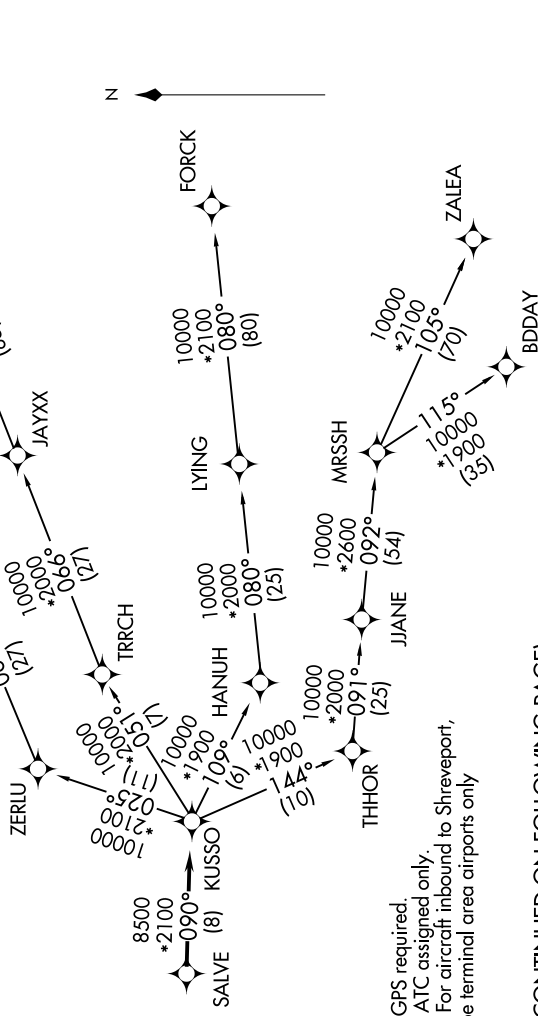 N
FORCK
ZALEA
BDDAY
10000
*2100
105°
(70)
115°
10000
*1900
(35)
10000
*2100
080°
(80)
JAYXX
LYING
MRSSH
10000
*2000
066°
(27)
10000
*2000
080°
(25)
10000
*2600
092°
(54)
JJANE
TRRCH
HANUH
10000
*2000
091°
(25)
THHOR
(27)
ZERLU
10000
*2000
051°
(7)
10000
*1900
109°
(6)
10000
*1900
144°
(10)
10000
*2100
025°
(11)
KUSSO
8500
*2100
090°
(8)
SALVE
GPS required.
ATC assigned only.
For aircraft inbound to Shreveport,
terminal area airports only